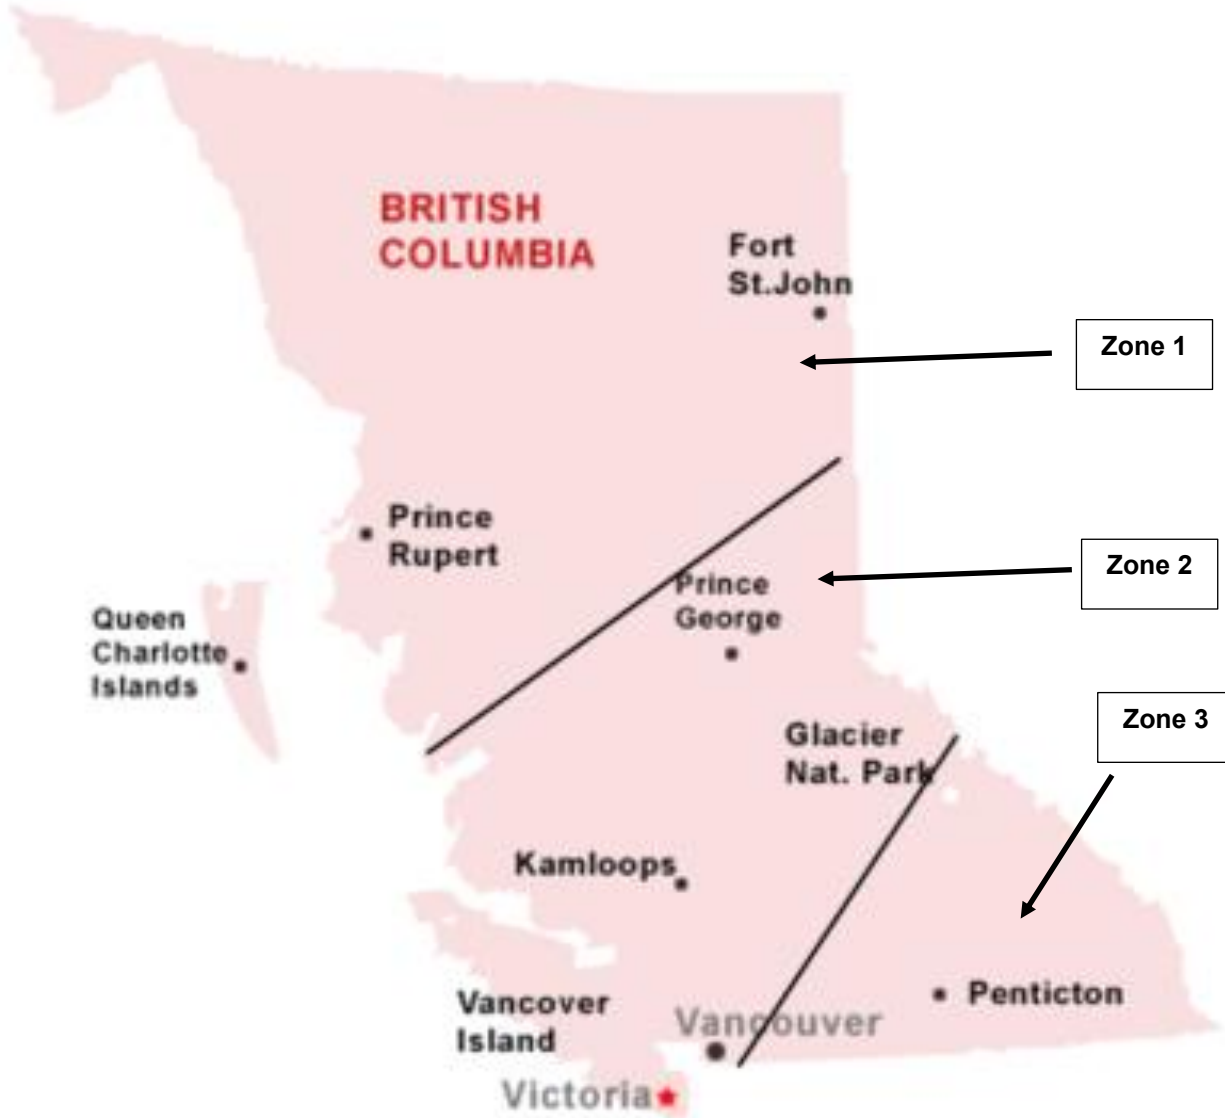 BRITISH
COLUMBIA
Fort
St.John
Zone 1
Prince
Rupert
Zone 2
Prince
George
Queen
Charlotte
Islands
Zone 3
Glacier
Nat. Park
Kamloops
Vancover
Island
Penticton
Vancouver
Victoria